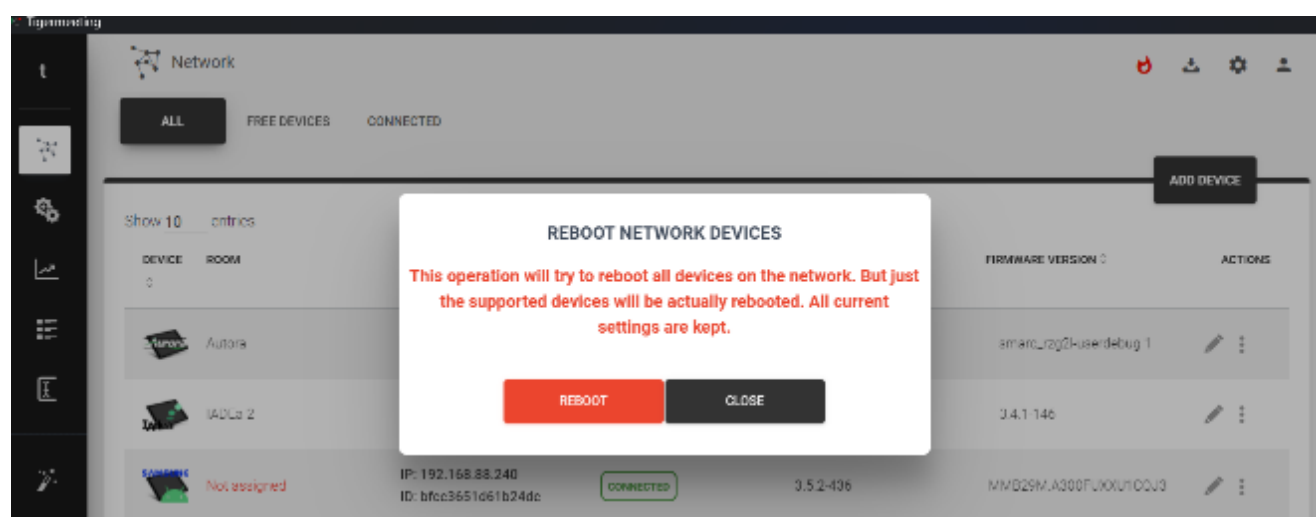 Tigermeeting
t
Network
ALL FREE DEVICES CONNECTED
ADD DEVICE
Show 10 entries
REBOOT NETWORK DEVICES
DEVICE ROOM FIRMWARE VERSION ACTIONS
This operation will try to reboot all devices on the network. But just
the supported devices will be actually rebooted. All current
settings are kept.
Autora
REBOOT CLOSE
3.4.1-146
SAMSUNG
Not assigned
IP: 192.168.88.240
CONNECTED
3.5.2-436